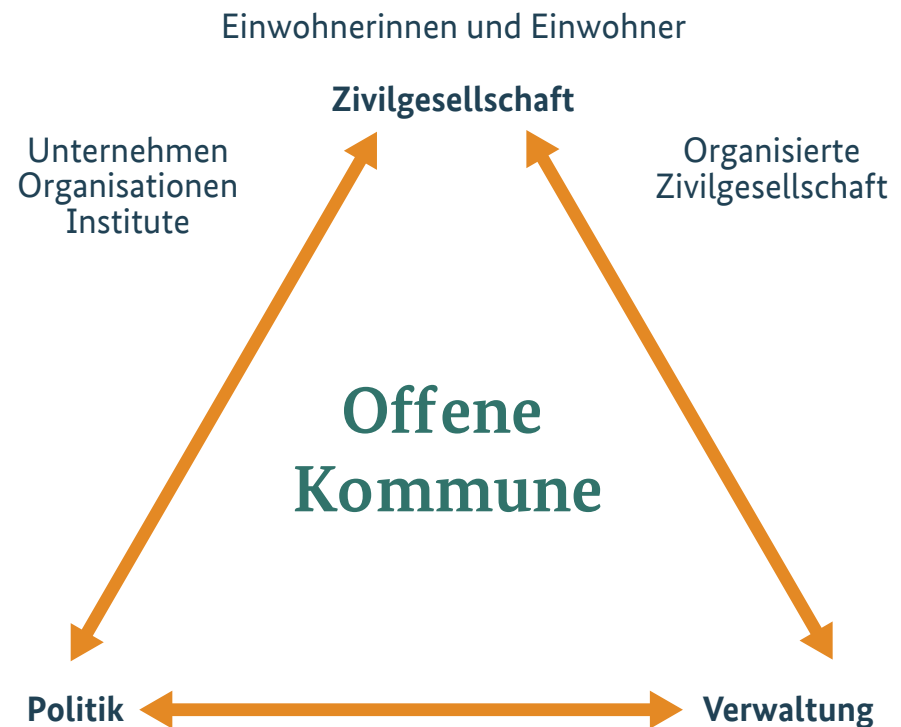 Einwohnerinnen und Einwohner
Zivilgesellschaft
Unternehmen
Organisationen
Institute
Organisierte
Zivilgesellschaft
Offene
Kommune
Politik
Verwaltung